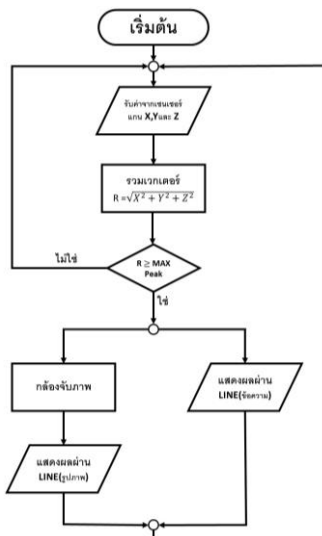 เริ่มต้น
รับค่าจากเซนเซอร์
แกน X,Yและ Z
รวมเวกเตอร์
R =√X² + Y² + Z²
ไม่ใช่
R ≥ MAX
Peak
ใช่
กล้องจับภาพ
แสดงผลผ่าน
LINE(ข้อความ)
แสดงผลผ่าน
LINE(รูปภาพ)